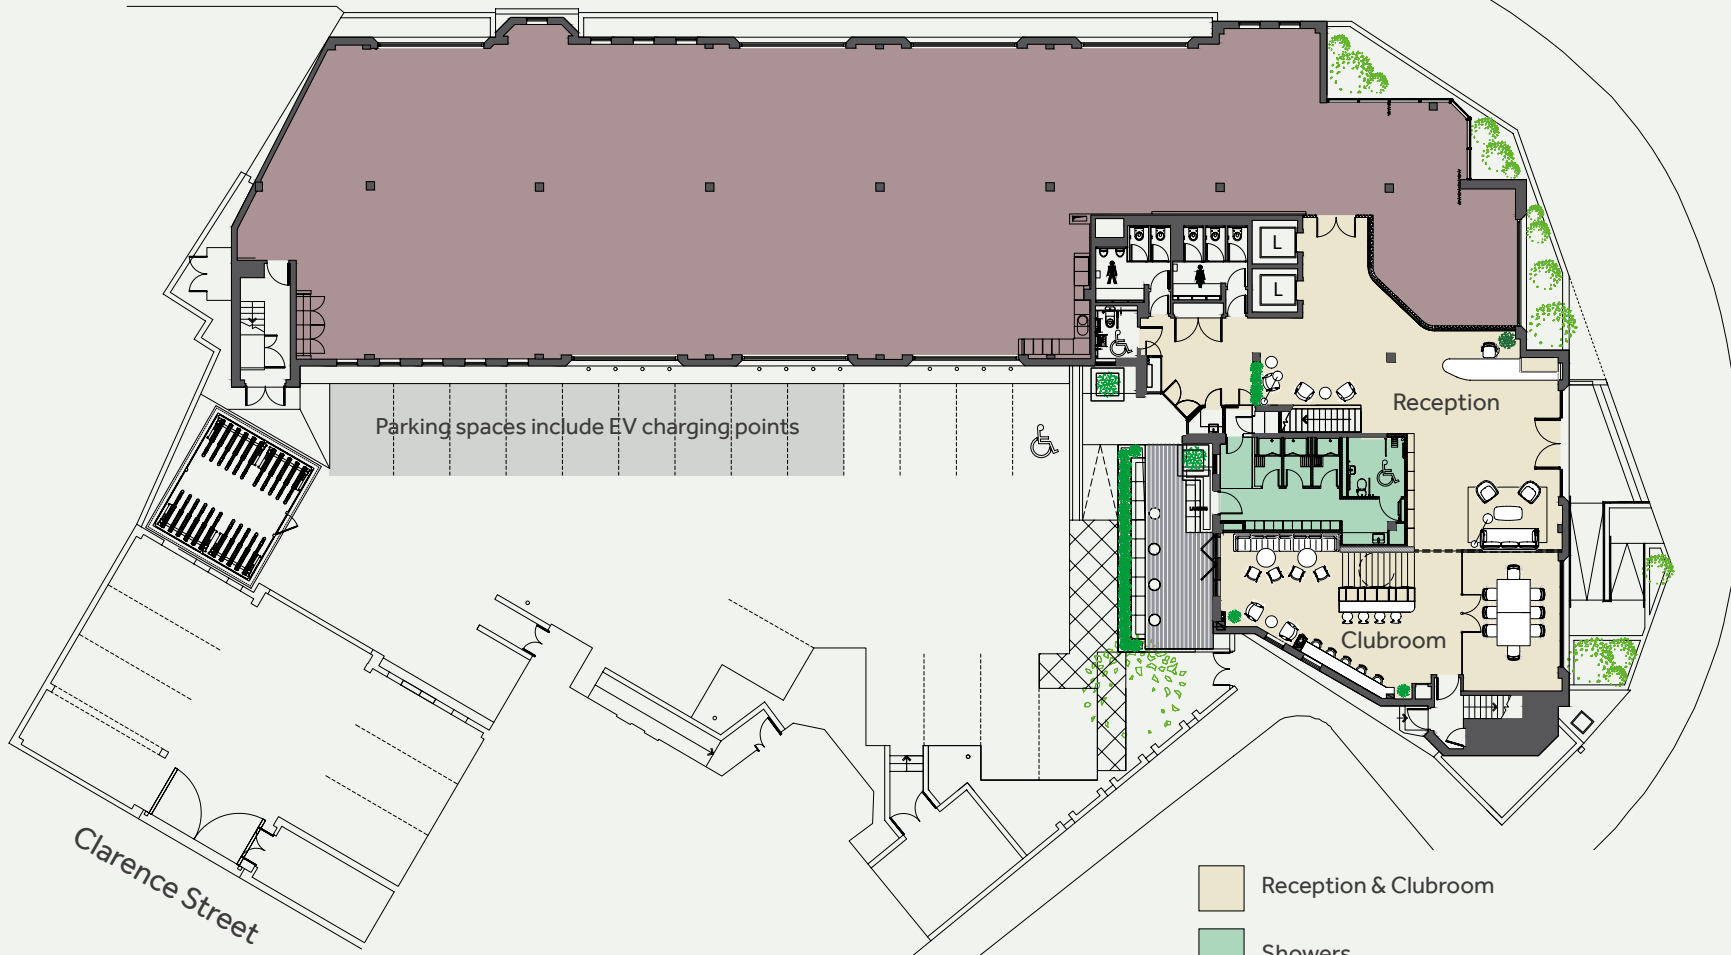 L
L
Parking spaces include EV charging points
Reception
Clubroom
Clarence Street
Reception & Clubroom
Showers